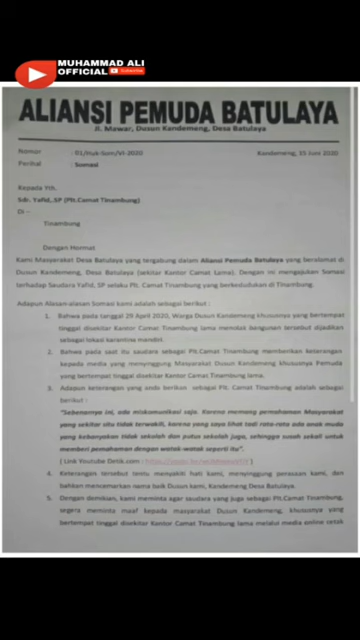 MUHAMMAD ALI
OFFICIAL Subscribe
ALIANSI PEMUDA BATULAYA
Jl. Mawar, Dusun Kandemeng, Desa Batulaya
Nomor : 01/Huk-Som/VI-2020 Kandemeng, 15 Juni 2020
Perihal : Somasi
Kepada Yth.
Sdr. Yafid., SP (Plt.Camat Tinambung)
Di –
Tinambung
Dengan Hormat
Kami Masyarakat Desa Batulaya yang tergabung dalam Aliansi Pemuda Batulaya yang beralamat di
Dusun Kandemeng, Desa Batulaya (sekitar Kantor Camat Lama). Dengan ini mengajukan Somasi
terhadap Saudara Yafid, SP selaku Plt. Camat Tinambung yang berkedudukan di Tinambung.
Adapun Alasan-alasan Somasi kami adalah sebagai berikut :
1. Bahwa pada tanggal 29 April 2020, Warga Dusun Kandemeng khususnya yang bertempat
tinggal disekitar Kantor Camat Tinambung lama menolak bangunan tersebut dijadikan
sebagai lokasi karantina mandiri.
2. Bahwa pada saat itu saudara sebagai Plt.Camat Tinambung memberikan keterangan
kepada media yang menyinggung Masyarakat Dusun Kandemeng khususnya Pemuda
yang bertempat tinggal disekitar Kantor Camat Tinambung lama.
3. Adapun keterangan yang anda berikan sebagai Plt. Camat Tinambung adalah sebagai
berikut :
"Sebenarnya ini, ada miskomunikasi saja. Karena memang pemahaman Masyarakat
yang sekitar situ tidak terwakili, karena yang saya lihat tadi rata-rata ada anak muda
yang kebanyakan tidak sekolah dan putus sekolah juga, sehingga susah sekali untuk
memberi pemahaman dengan watak-watak seperti itu".
( Link Youtube Detik.com : )
4. Keterangan tersebut tentu menyakiti hati kami, menyinggung perasaan kami, dan
bahkan mencemarkan nama baik Dusun kami, Kandemeng Desa Batulaya.
5. Dengan demikian, kami meminta agar saudara yang juga sebagai Plt.Camat Tinambung,
segera meminta maaf kepada masyarakat Dusun Kandemeng, khususnya yang
bertempat tinggal disekitar Kantor Camat Tinambung lama melalui media online cetak